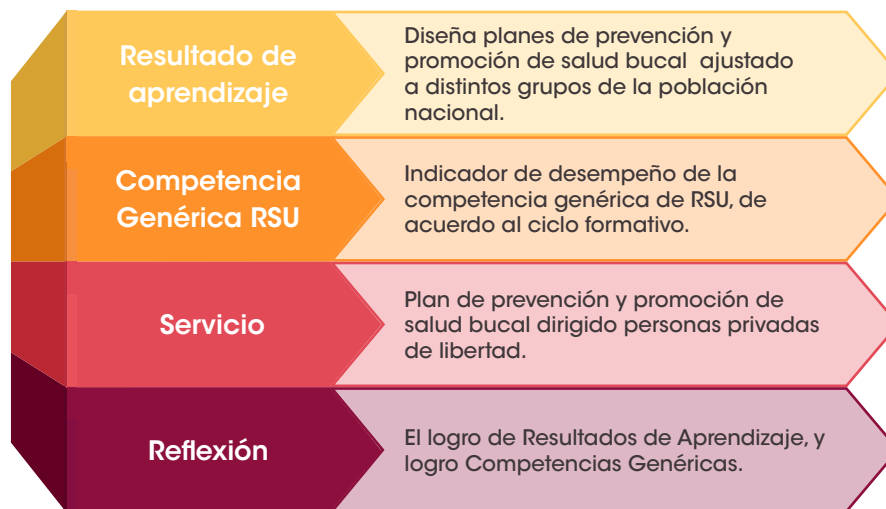 Resultado de
aprendizaje
Diseña planes de prevención y
promoción de salud bucal ajustado
a distintos grupos de la población
nacional.
Competencia
Genérica RSU
Indicador de desempeño de la
competencia genérica de RSU, de
acuerdo al ciclo formativo.
Servicio
Plan de prevención y promoción de
salud bucal dirigido personas privadas
de libertad.
Reflexión
El logro de Resultados de Aprendizaje, y
logro Competencias Genéricas.